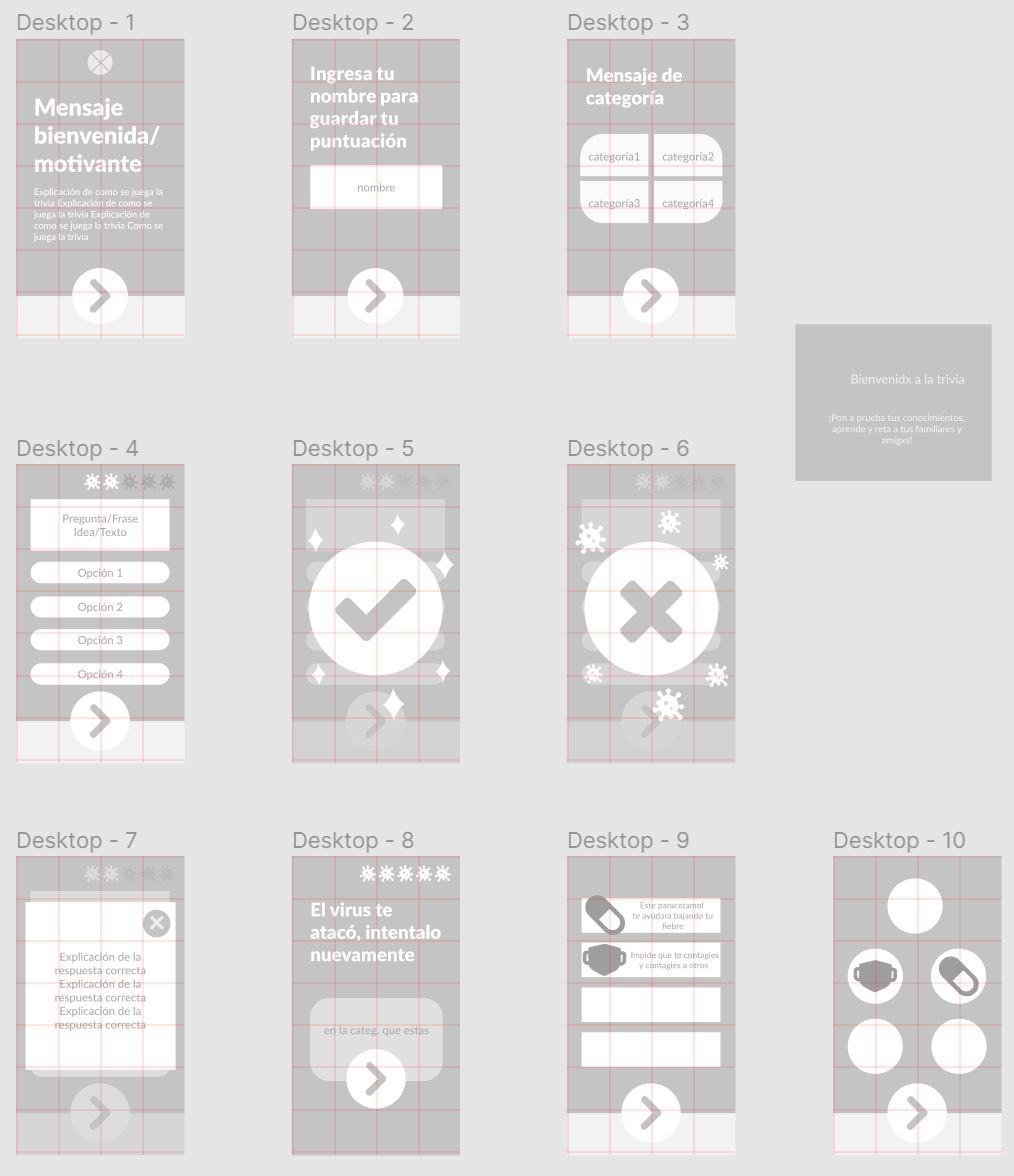 Desktop - 1
Mensaje
bienvenida/
motivante
Explicación de como se juega la
trivia Explicación de como se
juega la trivia Explicación de
como se juega la trivia Como se
juega la trivia
Desktop - 2
Ingresa tu
nombre para
guardar tu
puntuación
nombre
Desktop - 3
Mensaje de
categoría
categoría1
categoría2
categoría3
categoría4
Bienvenidx a la trivia
¡Pon a prueba tus conocimientos,
aprende y reta a tus familiares y
amigxs!
Desktop - 4
Pregunta/Frase
Idea/Texto
Opción 1
Opción 2
Opción 3
Opción 4
Desktop - 5
Desktop - 6
Desktop - 7
Explicación de la
respuesta correcta
Explicación de la
respuesta correcta
Explicación de la
respuesta correcta
Desktop - 8
El virus te
atacó, intentalo
nuevamente
en la categ. que estas
Desktop - 9
Este paracetamol
te ayudara bajando tu
fiebre
Impide que te contagies
y contagies a otros
Desktop - 10